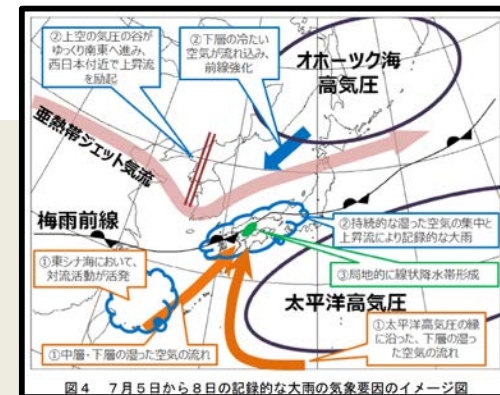 ②上空の気圧の谷が
ゆっくり南東へ進み、
西日本付近で上昇流
を励起
②下層の冷たい
空気が流れ込み、
前線強化
オホーツク海
高気圧
亜熱帯ジェット気流
梅雨前線
①東シナ海において、
対流活動が活発
②持続的な湿った空気の集中と
上昇流により記録的な大雨
③局地的に線状降水帯形成
太平洋高気圧
①中層・下層の湿った空気の流れ
①太平洋高気圧の縁
に沿った、下層の湿っ
た空気の流れ
図4 7月5日から8日の記録的な大雨の気象要因のイメージ図